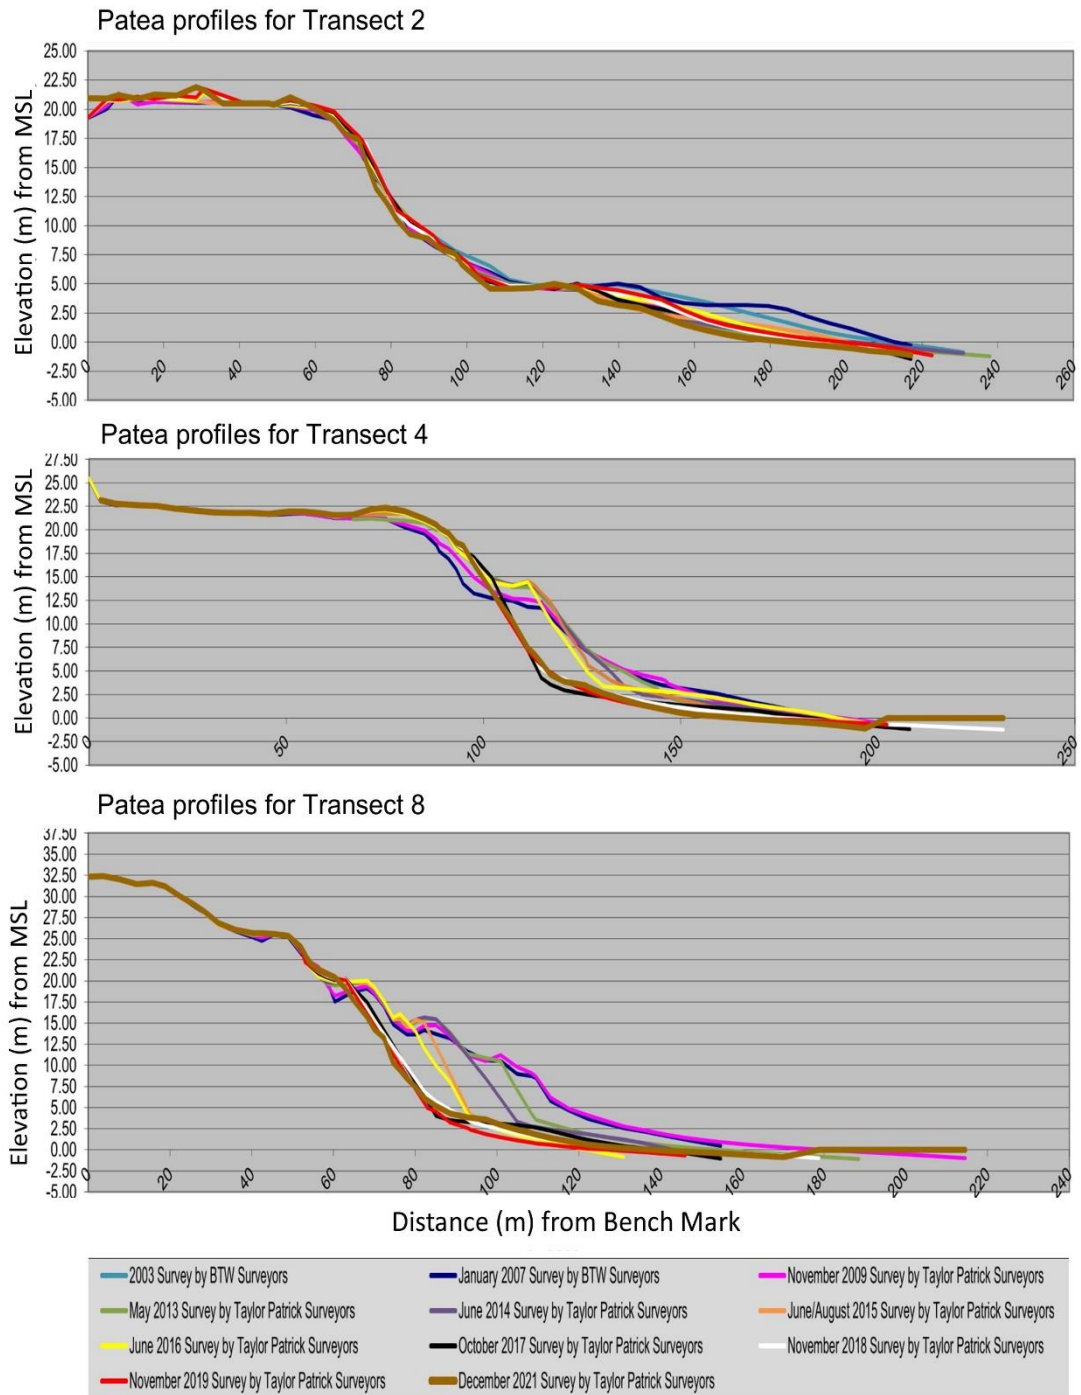 Patea profiles for Transect 2
Elevation (m) from MSL
25.00
22.50
20.00
17.50
15.00
12.50
10.00
7.50
5.00
2.50
0.00
-2.50
-5.00
0 20 40 60 80 100 120 140 160 180 200 220 240 260
Patea profiles for Transect 4
Elevation (m) from MSL
27.50
25.00
22.50
20.00
17.50
15.00
12.50
10.00
7.50
5.00
2.50
0.00
-2.50
-5.00
0 50 100 150 200 250
Patea profiles for Transect 8
Elevation (m) from MSL
37.50
35.00
32.50
30.00
27.50
25.00
22.50
20.00
17.50
15.00
12.50
10.00
7.50
5.00
2.50
0.00
-2.50
-5.00
0 20 40 60 80 100 120 140 160 180 200 220 240
Distance (m) from Bench Mark
2003 Survey by BTW Surveyors
January 2007 Survey by BTW Surveyors
November 2009 Survey by Taylor Patrick Surveyors
May 2013 Survey by Taylor Patrick Surveyors
June 2014 Survey by Taylor Patrick Surveyors
June/August 2015 Survey by Taylor Patrick Surveyors
June 2016 Survey by Taylor Patrick Surveyors
October 2017 Survey by Taylor Patrick Surveyors
November 2018 Survey by Taylor Patrick Surveyors
November 2019 Survey by Taylor Patrick Surveyors
December 2021 Survey by Taylor Patrick Surveyors